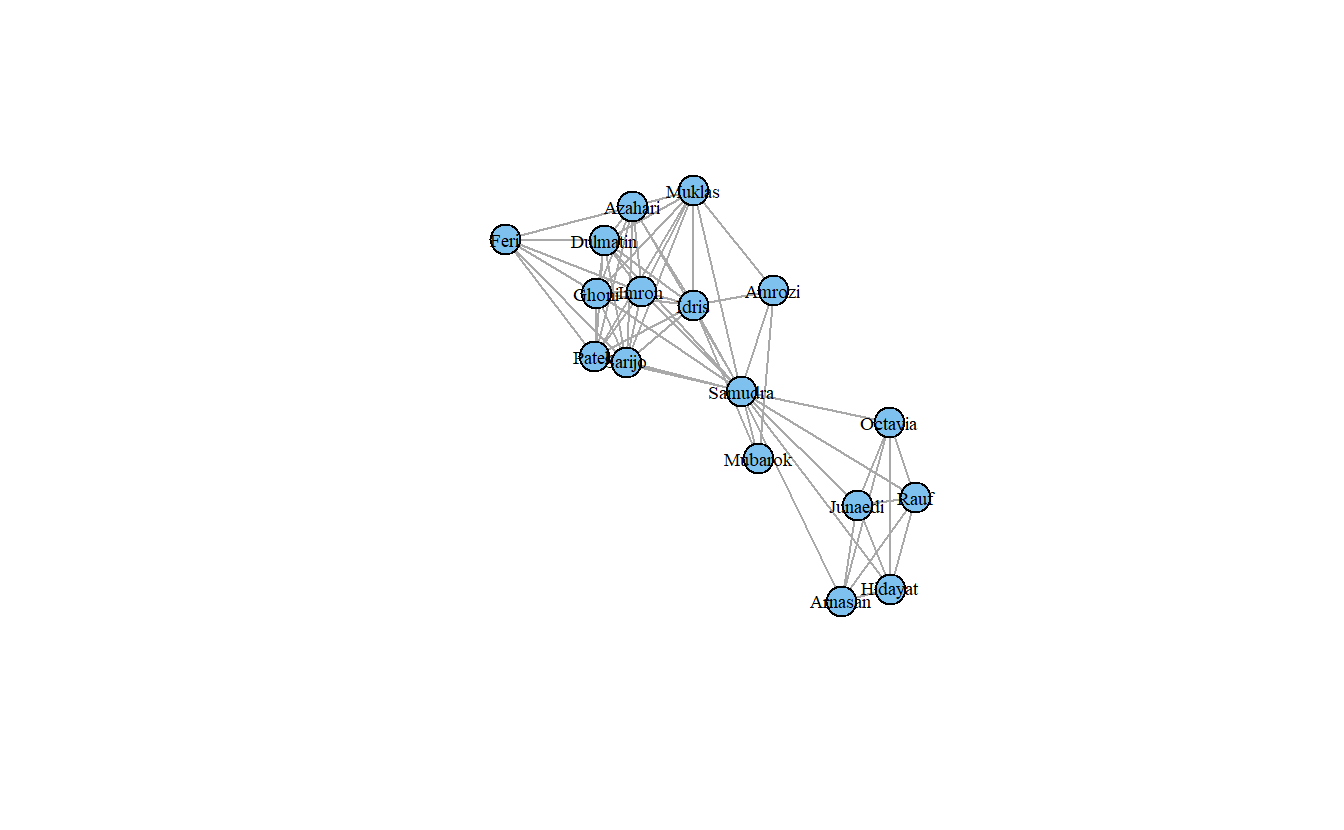 Muklas
Azahari
Feri
Dulmatin
Ghoni
Imron
Amrozi
Idris
Patek
Sarijo
Samudra
Octavia
Mubarok
Rauf
Junaedi
Hidayat
Arnasan